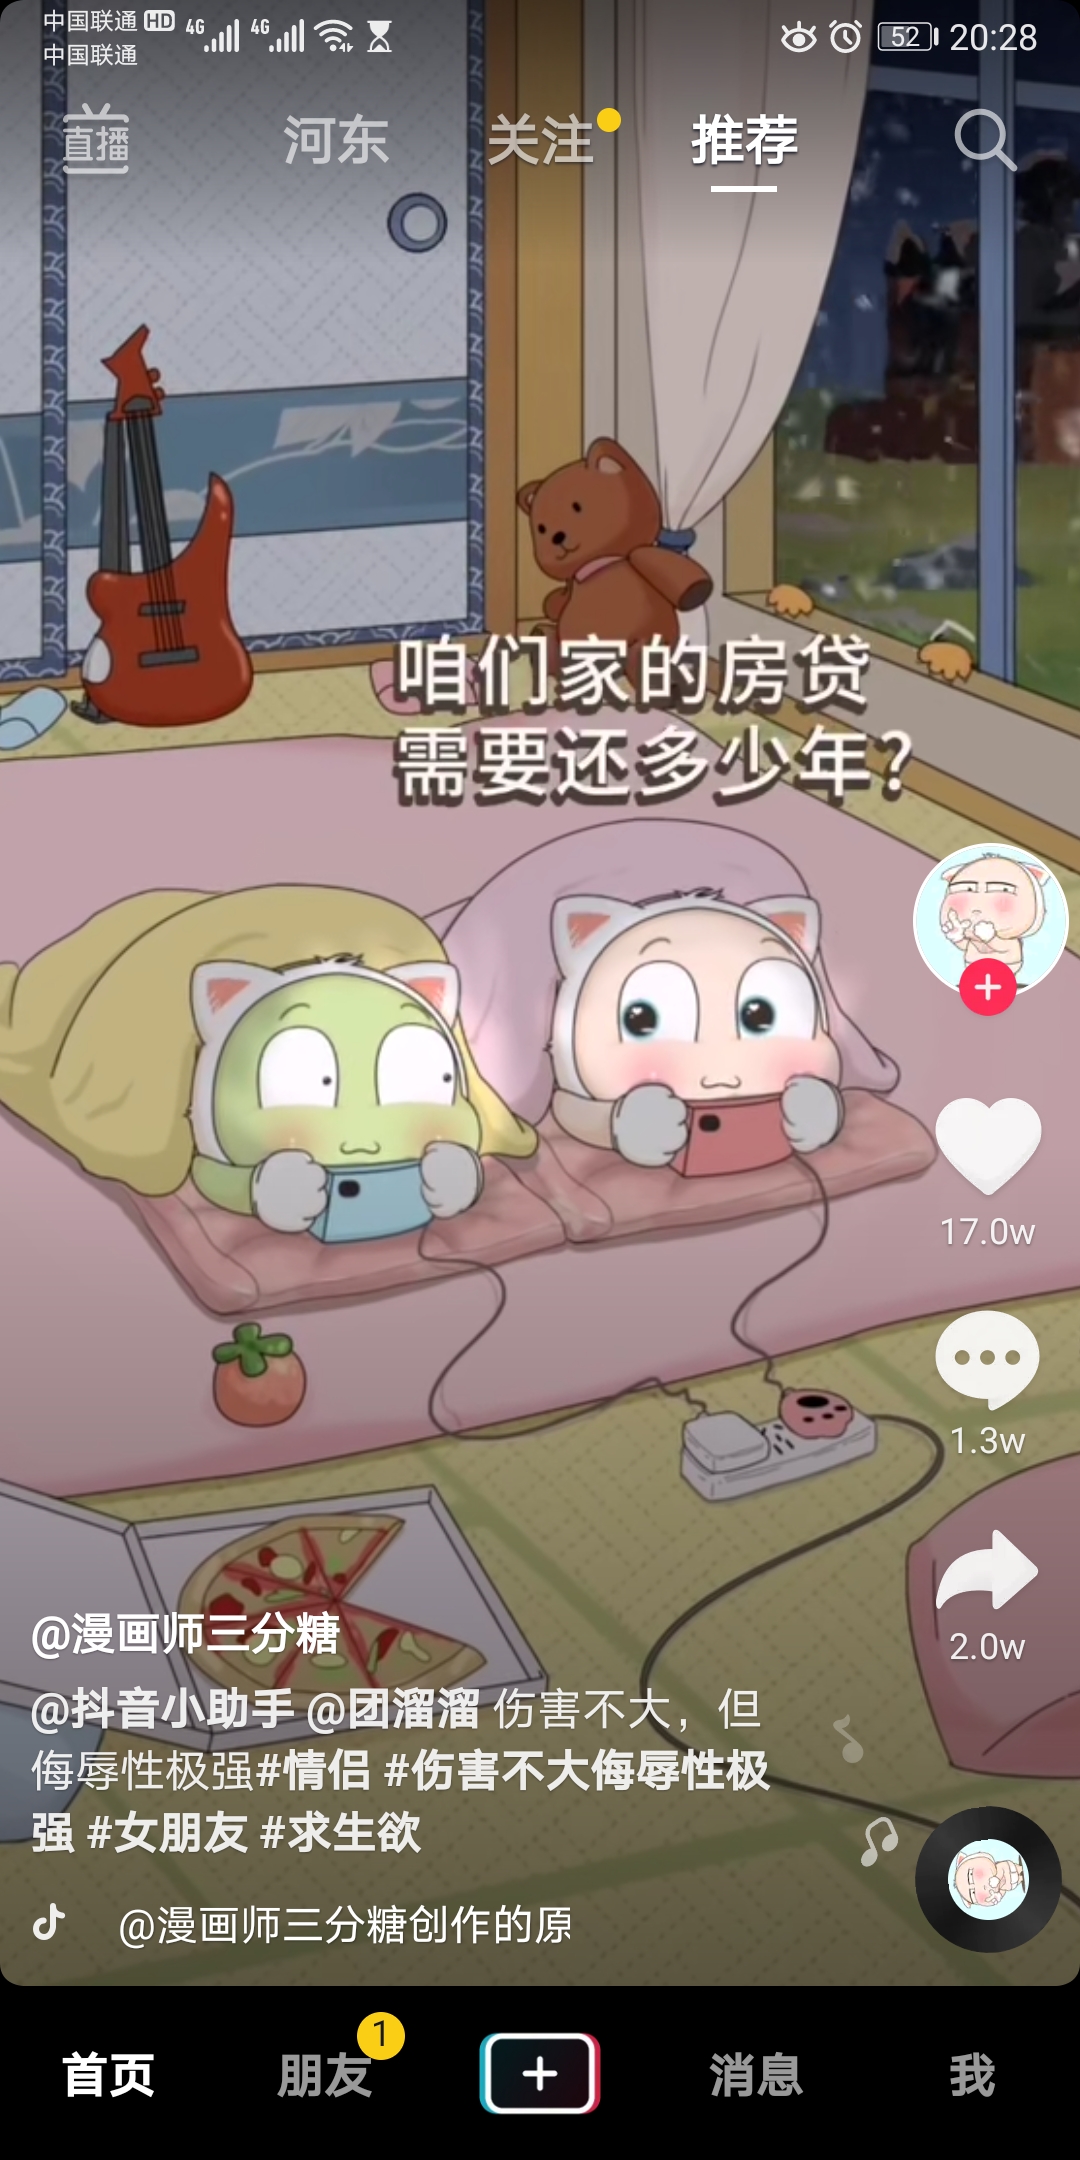 中国联通 HD 4G 4G 52 20:28
中国联通
直播 河东 关注 推荐
咱们家的房贷
需要还多少年?
17.0w
1.3w
2.0w
@漫画师三分糖
@抖音小助手 @团溜溜 伤害不大，但
侮辱性极强#情侣 #伤害不大侮辱性极
强 #女朋友 #求生欲
@漫画师三分糖创作的原
首页 朋友 1 消息 我